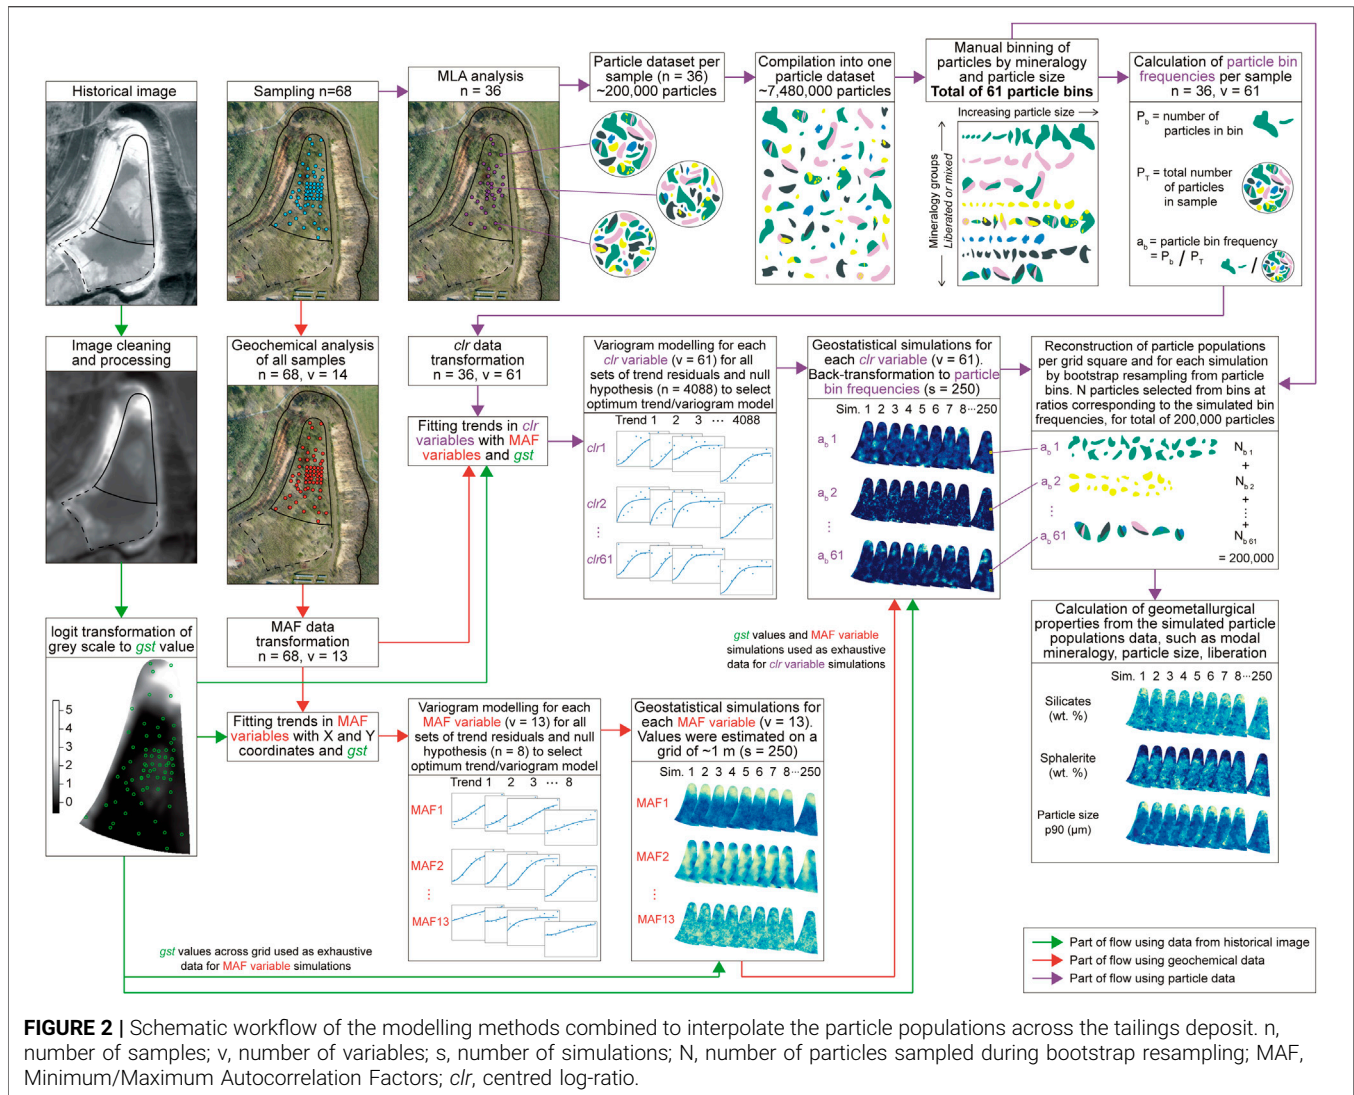 Historical image
Sampling n=68
MLA analysis
n = 36
Particle dataset per
sample (n = 36)
~200,000 particles
Compilation into one
particle dataset
~7,480,000 particles
Manual binning of
particles by mineralogy
and particle size
Total of 61 particle bins
Increasing particle size
Mineralogy groups
Liberated or mixed
Calculation of particle bin
frequencies per sample
n = 36, v = 61
Pb = number of
particles in bin
PT = total number
of particles
in sample
ab = particle bin frequency
= Pb / PT
/
Image cleaning
and processing
Geochemical analysis
of all samples
n = 68, v = 14
clr data
transformation
n = 36, v = 61
Fitting trends in clr
variables with MAF
variables and gst
Variogram modelling for each
clr variable (v = 61) for all
sets of trend residuals and null
hypothesis (n = 4088) to select
optimum trend/variogram model
Trend 1 2 3 ··· 4088
clr1
clr2
⋮
clr61
Geostatistical simulations for
each clr variable (v = 61).
Back-transformation to particle
bin frequencies (s = 250)
Sim. 1 2 3 4 5 6 7 8···250
ab 1
ab 2
⋮
ab 61
Reconstruction of particle populations
per grid square and for each simulation
by bootstrap resampling from particle
bins. N particles selected from bins at
ratios corresponding to the simulated bin
frequencies, for total of 200,000 particles
ab 1 Nb 1
+
ab 2 Nb 2
+
⋮ ⋮
+
ab 61 Nb 61
= 200,000
logit transformation of
grey scale to gst value
5
4
3
2
1
0
MAF data
transformation
n = 68, v = 13
Fitting trends in MAF
variables with X and Y
coordinates and gst
Variogram modelling for each
MAF variable (v = 13) for all
sets of trend residuals and null
hypothesis (n = 8) to select
optimum trend/variogram model
Trend 1 2 3 ··· 8
MAF1
MAF2
⋮
MAF13
Geostatistical simulations for
each MAF variable (v = 13).
Values were estimated on a
grid of ~1 m (s = 250)
Sim. 1 2 3 4 5 6 7 8···250
MAF1
MAF2
⋮
MAF13
gst values and MAF variable
simulations used as exhaustive
data for clr variable simulations
Calculation of geometallurgical
properties from the simulated particle
populations data, such as modal
mineralogy, particle size, liberation
Sim. 1 2 3 4 5 6 7 8···250
Silicates
(wt. %)
Sphalerite
(wt. %)
Particle size
p90 (µm)
gst values across grid used as exhaustive
data for MAF variable simulations
Part of flow using data from historical image
Part of flow using geochemical data
Part of flow using particle data
FIGURE 2 | Schematic workflow of the modelling methods combined to interpolate the particle populations across the tailings deposit. n,
number of samples; v, number of variables; s, number of simulations; N, number of particles sampled during bootstrap resampling; MAF,
Minimum/Maximum Autocorrelation Factors; clr, centred log-ratio.